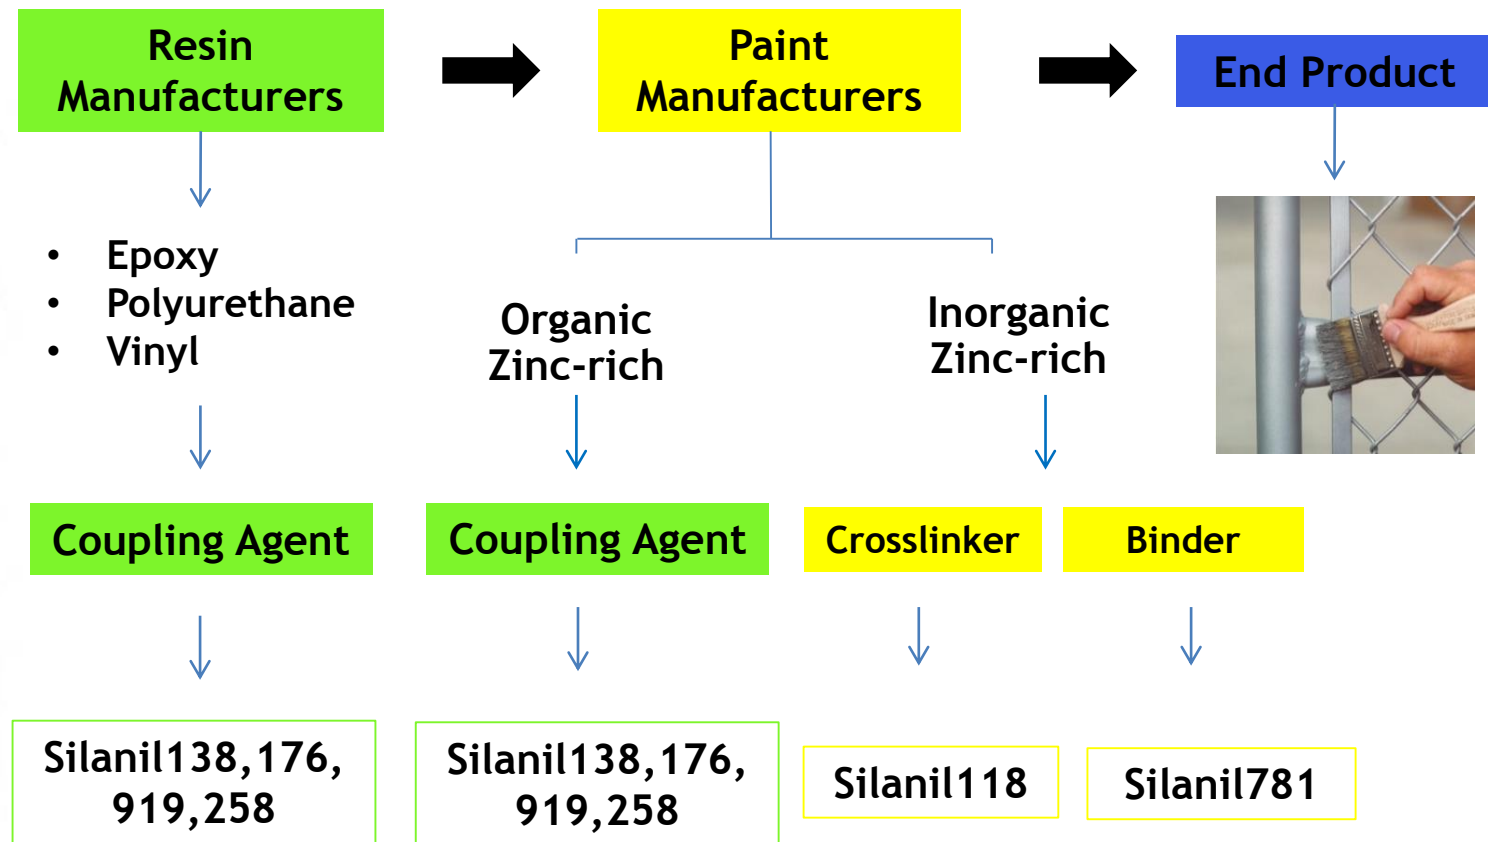 Resin
Manufacturers
Paint
Manufacturers
End Product
• Epoxy
• Polyurethane
• Vinyl
Organic
Zinc-rich
Inorganic
Zinc-rich
Coupling Agent
Coupling Agent
Crosslinker
Binder
Silanil138,176,
919,258
Silanil138,176,
919,258
Silanil118
Silanil781